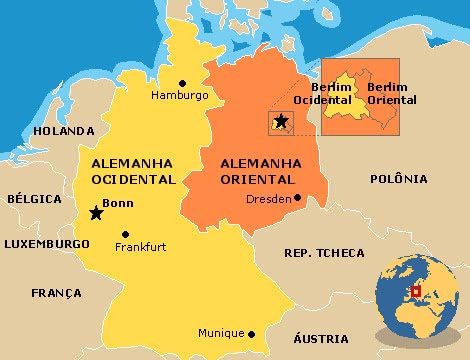 Berlim
Ocidental
Berlim
Oriental
Hamburgo
HOLANDA
ALEMANHA
OCIDENTAL
ALEMANHA
ORIENTAL
POLÔNIA
BÉLGICA
Bonn
Dresden
LUXEMBURGO
Frankfurt
REP. TCHECA
FRANÇA
Munique
ÁUSTRIA